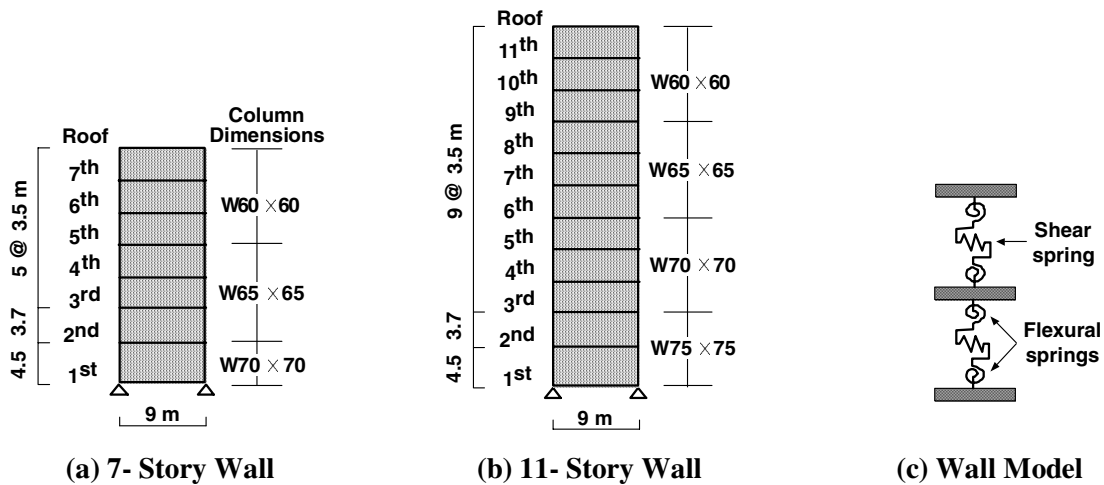 Roof
7th
6th
5th
4th
3rd
2nd
1st
5 @ 3.5 m
3.7
4.5
Column
Dimensions
W60 × 60
W65 × 65
W70 × 70
9 m
(a) 7- Story Wall
Roof
11th
10th
9th
8th
7th
6th
5th
4th
3rd
2nd
1st
9 @ 3.5 m
3.7
4.5
W60 × 60
W65 × 65
W70 × 70
W75 × 75
9 m
(b) 11- Story Wall
Shear
spring
Flexural
springs
(c) Wall Model